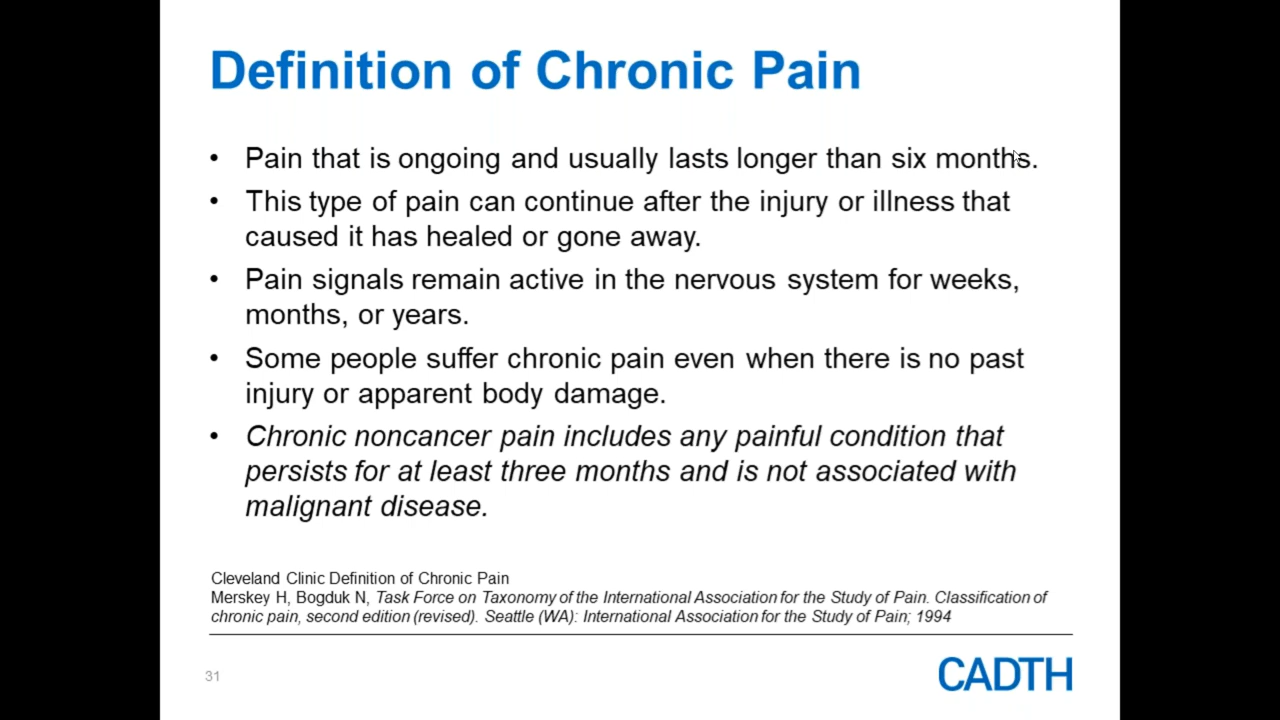 Definition of Chronic Pain
• Pain that is ongoing and usually lasts longer than six months.
• This type of pain can continue after the injury or illness that
caused it has healed or gone away.
• Pain signals remain active in the nervous system for weeks,
months, or years.
• Some people suffer chronic pain even when there is no past
injury or apparent body damage.
• Chronic noncancer pain includes any painful condition that
persists for at least three months and is not associated with
malignant disease.
Cleveland Clinic Definition of Chronic Pain
Merskey H, Bogduk N, Task Force on Taxonomy of the International Association for the Study of Pain. Classification of
chronic pain, second edition (revised). Seattle (WA): International Association for the Study of Pain; 1994
31
CADTH